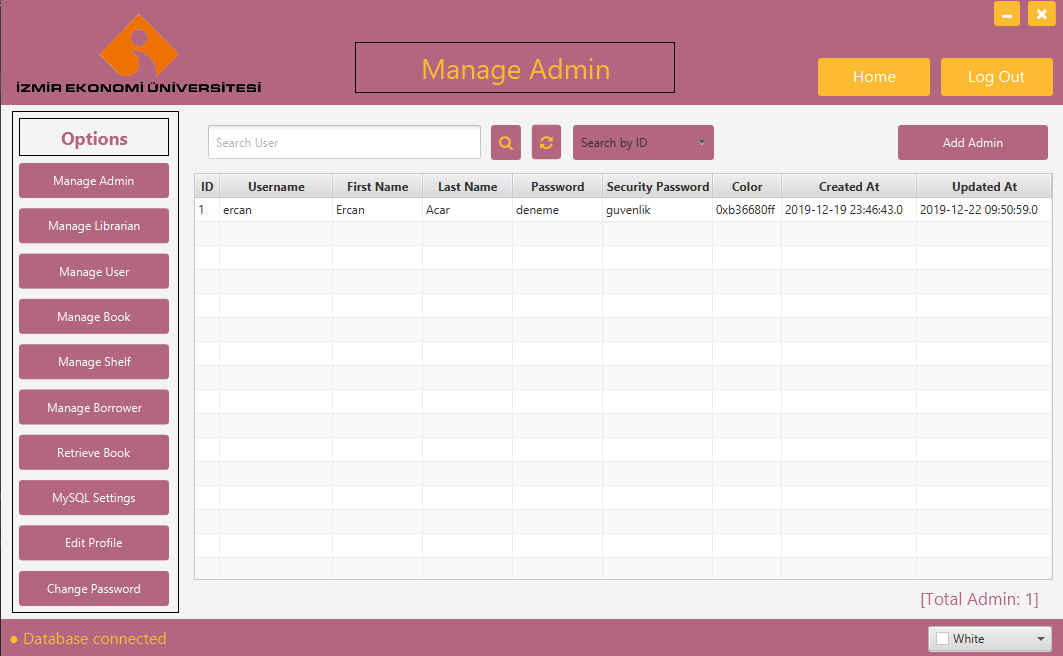 İZMİR EKONOMİ ÜNİVERSİTESİ
Manage Admin
Home
Log Out
Options
Manage Admin
Manage Librarian
Manage User
Manage Book
Manage Shelf
Manage Borrower
Retrieve Book
MySQL Settings
Edit Profile
Change Password
Search User
Search by ID
Add Admin
ID Username First Name Last Name Password Security Password Color Created At Updated At
1 ercan Ercan Acar deneme guvenlik 0xb36680ff 2019-12-19 23:46:43.0 2019-12-22 09:50:59.0
[Total Admin: 1]
Database connected
White